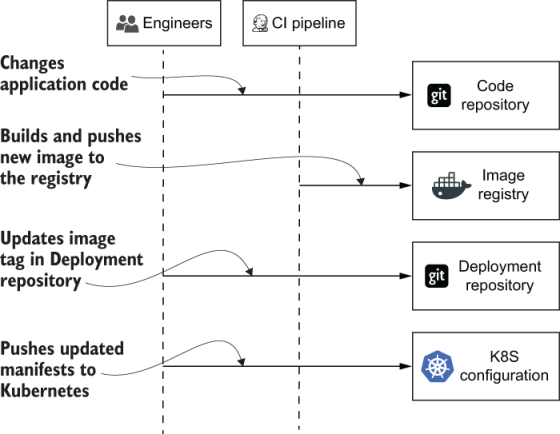 Engineers
CI pipeline
Changes
application code
git
Code
repository
Builds and pushes
new image to
the registry
Image
registry
Updates image
tag in Deployment
repository
git
Deployment
repository
Pushes updated
manifests to
Kubernetes
K8S
configuration